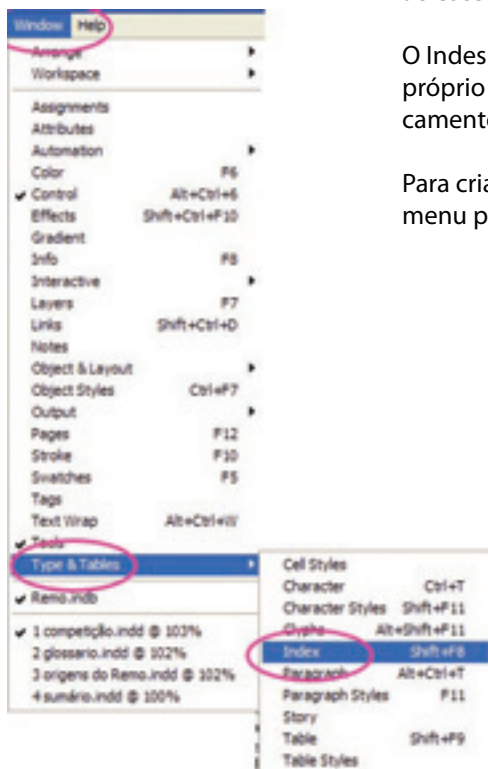 Window Help
Arrange
Workspace
Assignments
Attributes
Automation
Color F6
Control Alt+Ctrl+6
Effects Shift+Ctrl+F10
Gradient
Info F8
Interactive
Layers F7
Links Shift+Ctrl+D
Notes
Object & Layout
Object Styles Ctrl+F7
Output
Pages F12
Stroke F10
Swatches F5
Tags
Text Wrap Alt+Ctrl+W
Tools
Type & Tables
Remo.indb
1 competição.indd @ 103%
2 glossario.indd @ 102%
3 origens do Remo.indd @ 102%
4 sumário.indd @ 100%
Cell Styles
Character Ctrl+T
Character Styles Shift+F11
Glyphs Alt+Shift+F11
Index Shift+F8
Paragraph Alt+Ctrl+T
Paragraph Styles F11
Story
Table Shift+F9
Table Styles
O Indes
próprio
camento
Para cria
menu p